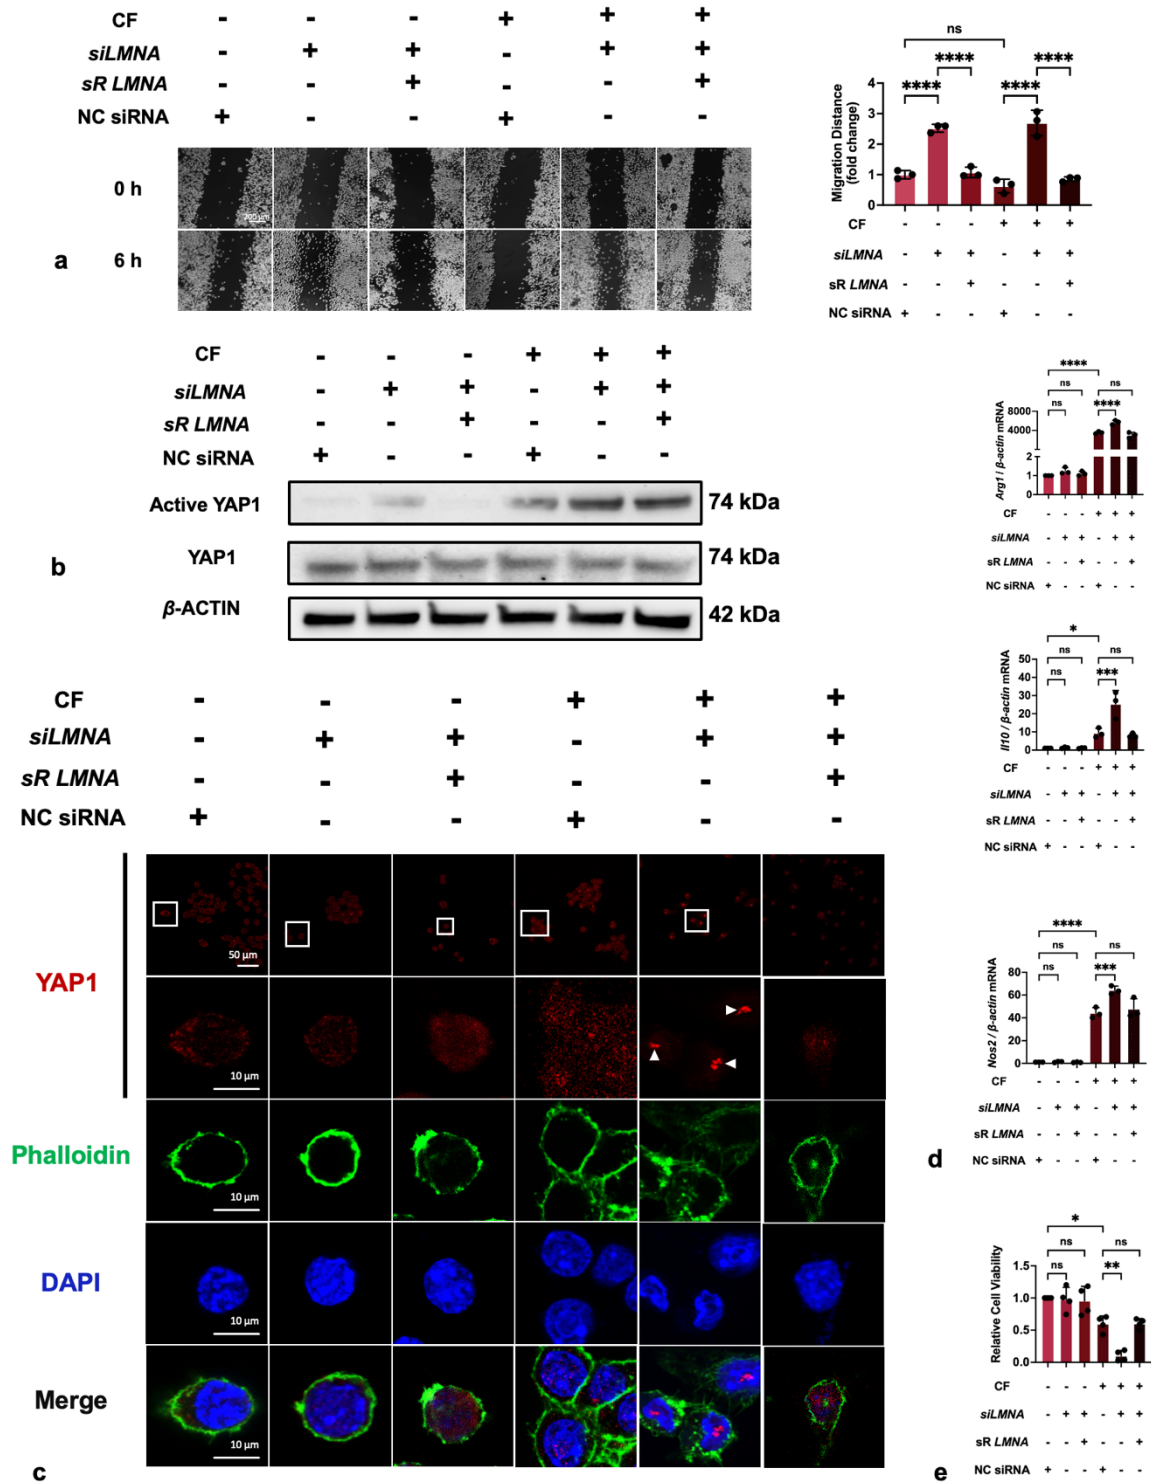 CF - - - + + +
siLMNA - + + - + +
sR LMNA - - + - - +
NC siRNA + - - + - -
0 h
200 µm
6 h
a
ns
**** **** **** ****
Migration Distance
(fold change)
4
3
2
1
0
CF - - - + + +
siLMNA - + + - + +
sR LMNA - - + - - +
NC siRNA + - - + - -
CF - - - + + +
siLMNA - + + - + +
sR LMNA - - + - - +
NC siRNA + - - + - -
Active YAP1 74 kDa
YAP1 74 kDa
β-ACTIN 42 kDa
b
CF - - - + + +
siLMNA - + + - + +
sR LMNA - - + - - +
NC siRNA + - - + - -
50 µm
YAP1
10 µm
Phalloidin
10 µm
DAPI
10 µm
Merge
10 µm
c
****
ns ns
ns ****
Arg1 / β-actin mRNA
8000
4000
2
1
0
CF - - - + + +
siLMNA - + + - + +
sR LMNA - - + - - +
NC siRNA + - - + - -
*
ns ns
ns ***
Il10 / β-actin mRNA
50
40
30
20
10
0
CF - - - + + +
siLMNA - + + - + +
sR LMNA - - + - - +
NC siRNA + - - + - -
****
ns ns
ns ***
Nos2 / β-actin mRNA
80
60
40
20
0
CF - - - + + +
siLMNA - + + - + +
sR LMNA - - + - - +
NC siRNA + - - + - -
d
*
ns ns
ns **
Relative Cell Viability
1.5
1.0
0.5
0.0
CF - - - + + +
siLMNA - + + - + +
sR LMNA - - + - - +
NC siRNA + - - + - -
e